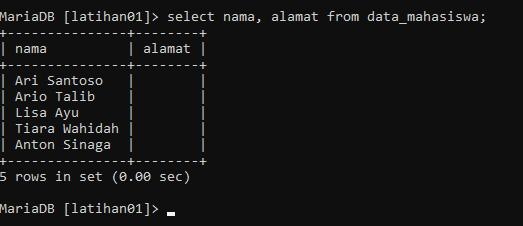 MariaDB [latihan01]> select nama, alamat from data_mahasiswa;
+---------------+--------+
| nama          | alamat |
+---------------+--------+
| Ari Santoso   |        |
| Ario Talib    |        |
| Lisa Ayu      |        |
| Tiara Wahidah |        |
| Anton Sinaga  |        |
+---------------+--------+
5 rows in set (0.00 sec)
MariaDB [latihan01]>